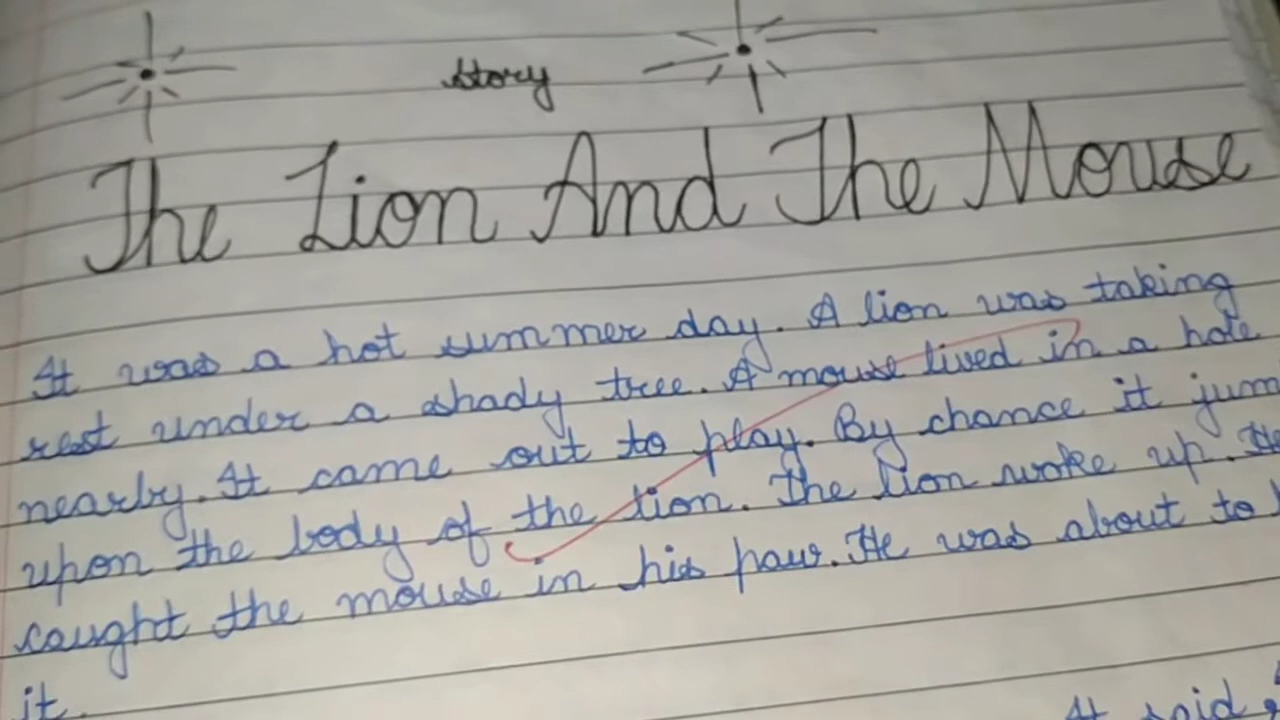 Story
The Lion And The Mouse
It was a hot summer day. A lion was taking
rest under a shady tree. A mouse lived in a hole
nearby. It came out to play. By chance it jum
upon the body of the lion. The lion woke up. He
caught the mouse in his paw. He was about to
it.
It said,